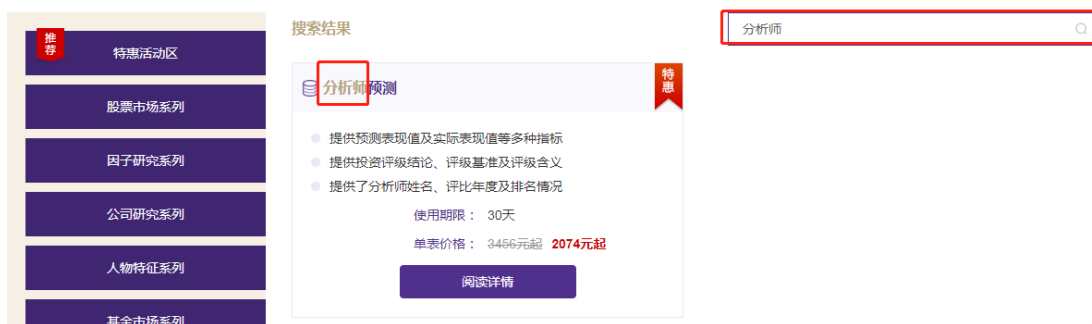 推荐
特惠活动区
股票市场系列
因子研究系列
公司研究系列
人物特征系列
基金市场系列
搜索结果
分析师预测
特惠
提供预测表现值及实际表现值等多种指标
提供投资评级结论、评级基准及评级含义
提供了分析师姓名、评比年度及排名情况
使用期限： 30天
单表价格： 3456元起 2074元起
阅读详情
分析师